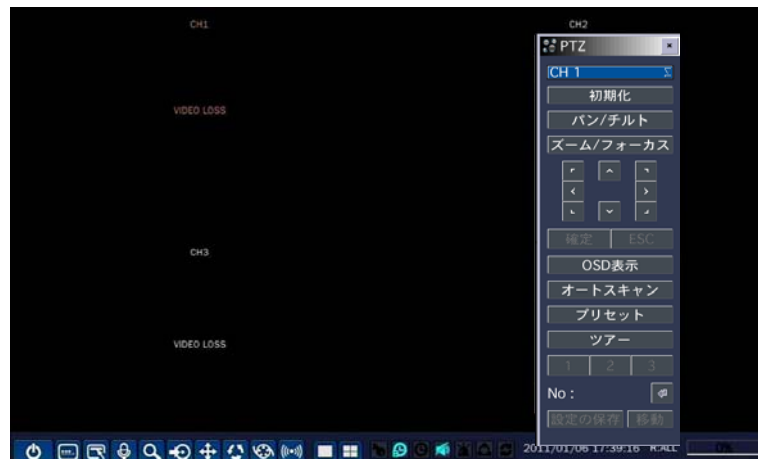 CH1
CH2
VIDEO LOSS
CH3
VIDEO LOSS
PTZ
CH 1
初期化
パン/チルト
ズーム/フォーカス
確定 ESC
OSD表示
オートスキャン
プリセット
ツアー
1 2 3
No :
設定の保存 移動
2011/01/06 17:39:16 R:ALL 0%